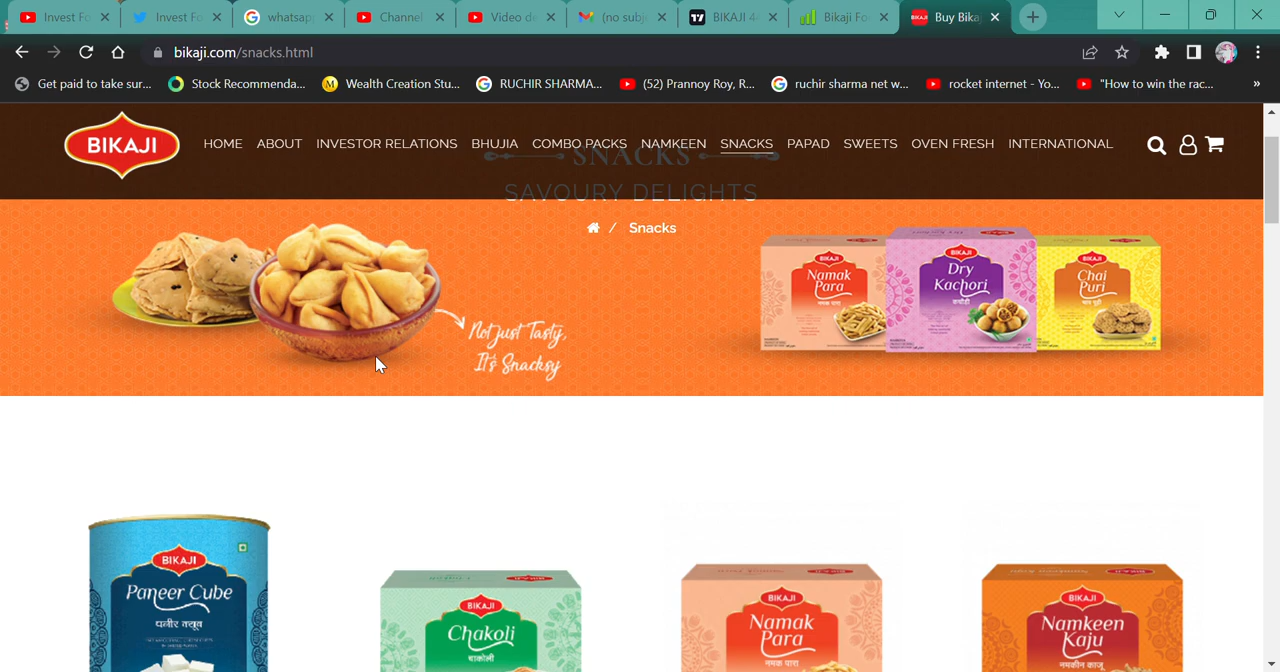 Invest Fo
Invest Fo
whatsap
Channel
Video de
(no subj
BIKAJI 4
Bikaji Fo
Buy Bika
bikaji.com/snacks.html
Get paid to take sur...
Stock Recommenda...
Wealth Creation Stu...
RUCHIR SHARMA...
(52) Prannoy Roy, R...
ruchir sharma net w...
rocket internet - Yo...
"How to win the rac...
»
BIKAJI
HOME ABOUT INVESTOR RELATIONS BHUJIA COMBO PACKS NAMKEEN SNACKS PAPAD SWEETS OVEN FRESH INTERNATIONAL
SNACKS
SAVOURY DELIGHTS
/ Snacks
Not just Tasty,
It's Snacksy
BIKAJI
Namak
Para
नमक पारा
BIKAJI
Dry
Kachori
कचौड़ी
BIKAJI
Chai
Puri
चाय पूड़ी
BIKAJI
Paneer Cube
पनीर क्यूब
BIKAJI
Chakoli
चाकोली
BIKAJI
Namak
Para
नमक पारा
BIKAJI
Namkeen
Kaju
नमकीन काजू